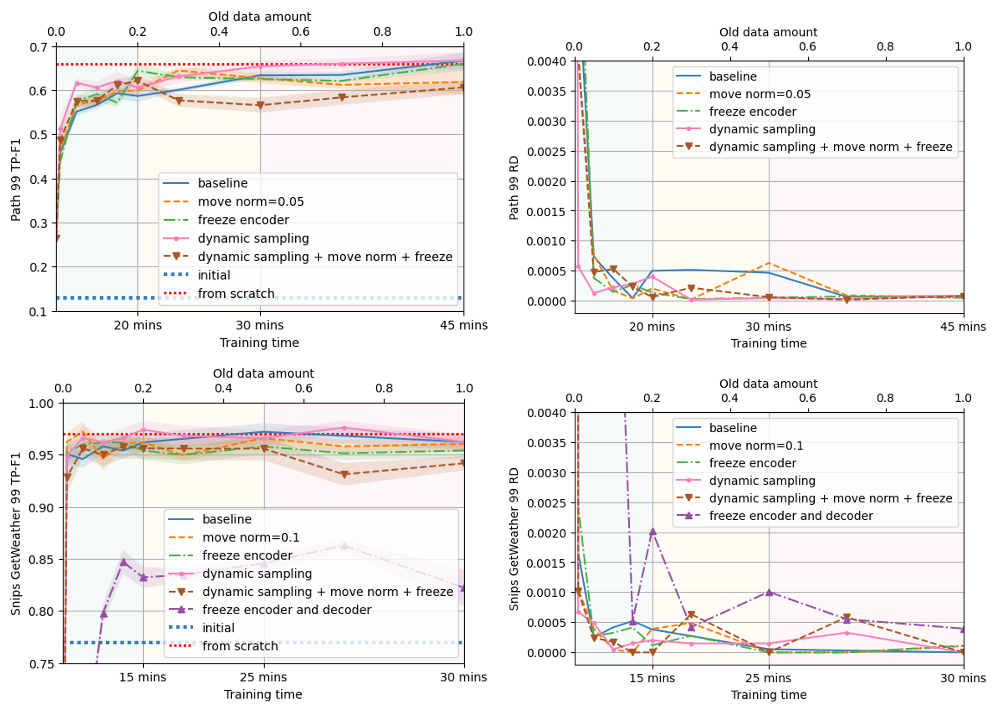 Old data amount
0.0 0.2 0.4 0.6 0.8 1.0
0.7
0.6
0.5
0.4
0.3
0.2
0.1
Path 99 TP-F1
baseline
move norm=0.05
freeze encoder
dynamic sampling
dynamic sampling + move norm + freeze
initial
from scratch
20 mins 30 mins 45 mins
Training time
Old data amount
0.0 0.2 0.4 0.6 0.8 1.0
0.0040
0.0035
0.0030
0.0025
0.0020
0.0015
0.0010
0.0005
0.0000
Path 99 RD
baseline
move norm=0.05
freeze encoder
dynamic sampling
dynamic sampling + move norm + freeze
20 mins 30 mins 45 mins
Training time
Old data amount
0.0 0.2 0.4 0.6 0.8 1.0
1.00
0.95
0.90
0.85
0.80
0.75
Snips GetWeather 99 TP-F1
baseline
move norm=0.1
freeze encoder
dynamic sampling
dynamic sampling + move norm + freeze
freeze encoder and decoder
initial
from scratch
15 mins 25 mins 30 mins
Training time
Old data amount
0.0 0.2 0.4 0.6 0.8 1.0
0.0040
0.0035
0.0030
0.0025
0.0020
0.0015
0.0010
0.0005
0.0000
Snips GetWeather 99 RD
baseline
move norm=0.1
freeze encoder
dynamic sampling
dynamic sampling + move norm + freeze
freeze encoder and decoder
15 mins 25 mins 30 mins
Training time